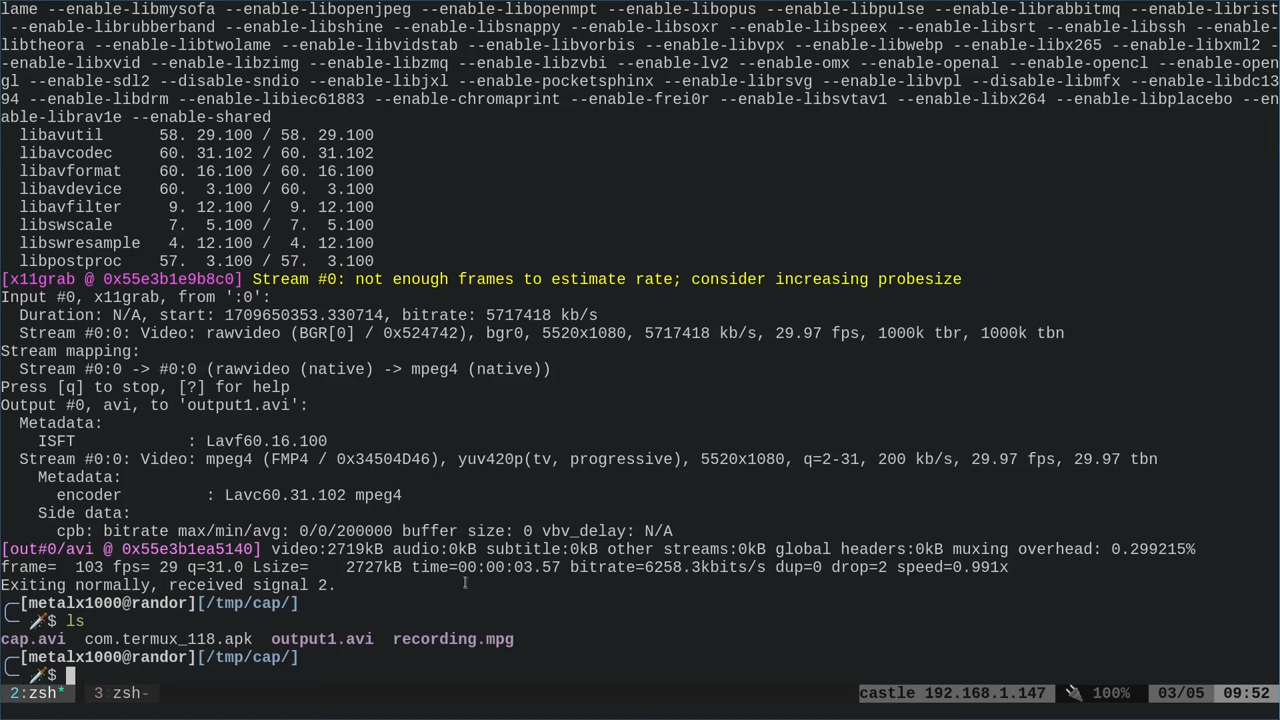 lame --enable-libmysofa --enable-libopenjpeg --enable-libopenmpt --enable-libopus --enable-libpulse --enable-librabbitmq --enable-librist
--enable-librubberband --enable-libshine --enable-libsnappy --enable-libsoxr --enable-libspeex --enable-libsrt --enable-libssh --enable-
libtheora --enable-libtwolame --enable-libvidstab --enable-libvorbis --enable-libvpx --enable-libwebp --enable-libx265 --enable-libxml2 -
-enable-libxvid --enable-libzimg --enable-libzmq --enable-libzvbi --enable-lv2 --enable-omx --enable-openal --enable-opencl --enable-open
gl --enable-sdl2 --disable-sndio --enable-libjxl --enable-pocketsphinx --enable-librsvg --enable-libvpl --disable-libmfx --enable-libdc13
94 --enable-libdrm --enable-libiec61883 --enable-chromaprint --enable-frei0r --enable-libsvtav1 --enable-libx264 --enable-libplacebo --en
able-librav1e --enable-shared
libavutil 58. 29.100 / 58. 29.100
libavcodec 60. 31.102 / 60. 31.102
libavformat 60. 16.100 / 60. 16.100
libavdevice 60. 3.100 / 60. 3.100
libavfilter 9. 12.100 / 9. 12.100
libswscale 7. 5.100 / 7. 5.100
libswresample 4. 12.100 / 4. 12.100
libpostproc 57. 3.100 / 57. 3.100
[x11grab @ 0x55e3b1e9b8c0] Stream #0: not enough frames to estimate rate; consider increasing probesize
Input #0, x11grab, from ':0':
Duration: N/A, start: 1709650353.330714, bitrate: 5717418 kb/s
Stream #0:0: Video: rawvideo (BGR[0] / 0x524742), bgr0, 5520x1080, 5717418 kb/s, 29.97 fps, 1000k tbr, 1000k tbn
Stream mapping:
Stream #0:0 -> #0:0 (rawvideo (native) -> mpeg4 (native))
Press [q] to stop, [?] for help
Output #0, avi, to 'output1.avi':
Metadata:
ISFT : Lavf60.16.100
Stream #0:0: Video: mpeg4 (FMP4 / 0x34504D46), yuv420p(tv, progressive), 5520x1080, q=2-31, 200 kb/s, 29.97 fps, 29.97 tbn
Metadata:
encoder : Lavc60.31.102 mpeg4
Side data:
cpb: bitrate max/min/avg: 0/0/200000 buffer size: 0 vbv_delay: N/A
[out#0/avi @ 0x55e3b1ea5140] video:2719kB audio:0kB subtitle:0kB other streams:0kB global headers:0kB muxing overhead: 0.299215%
frame= 103 fps= 29 q=31.0 Lsize= 2727kB time=00:00:03.57 bitrate=6258.3kbits/s dup=0 drop=2 speed=0.991x
Exiting normally, received signal 2.
[metalx1000@randor][/tmp/cap/]
$ ls
cap.avi com.termux_118.apk output1.avi recording.mpg
[metalx1000@randor][/tmp/cap/]
$
2:zsh* 3 zsh- castle 192.168.1.147 100% 03/05 09:52